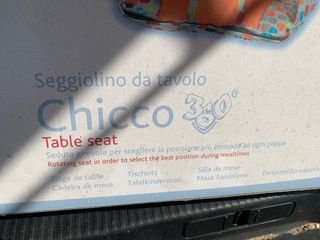 Seggiolino da tavolo
Chicco 360°
Table seat
Seduta girevole per scegliere la posizione più comoda ad ogni pappa
Rotating seat in order to select the best position during mealtimes
Siège de table
Tischsitz
Silla de mesa
Cadeira de mesa
Tafelkinderstoel
Masa Sandalyesi